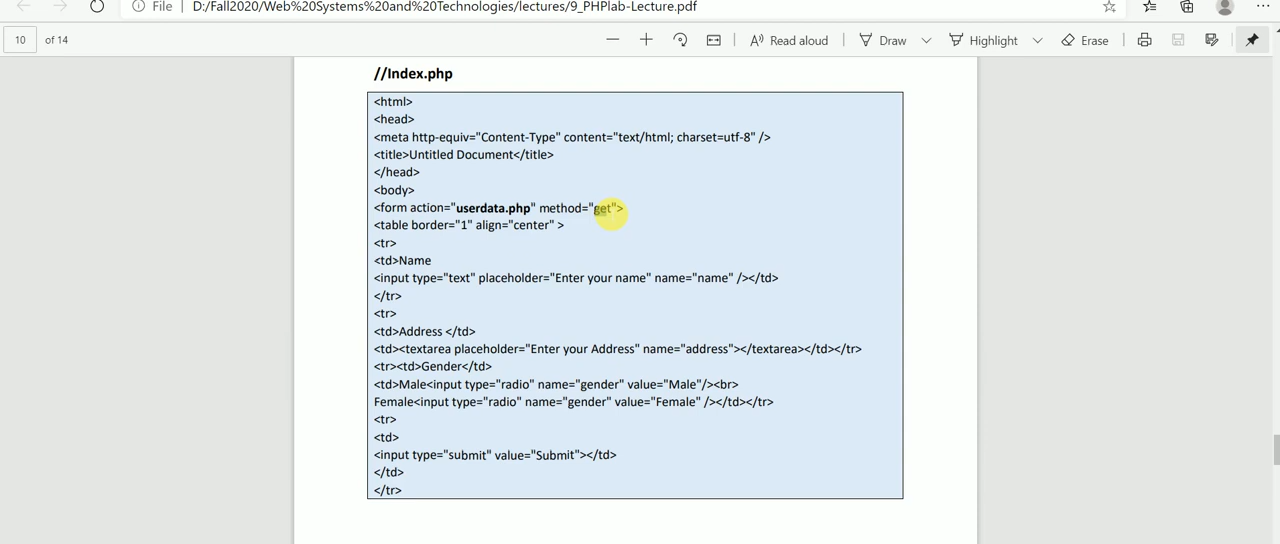 File D:/Fall2020/Web%20Systems%20and%20Technologies/lectures/9_PHPlab-Lecture.pdf
10 of 14 Read aloud Draw Highlight Erase
//Index.php
<html>
<head>
<meta http-equiv="Content-Type" content="text/html; charset=utf-8" />
<title>Untitled Document</title>
</head>
<body>
<form action="userdata.php" method="get">
<table border="1" align="center" >
<tr>
<td>Name
<input type="text" placeholder="Enter your name" name="name" /></td>
</tr>
<tr>
<td>Address </td>
<td><textarea placeholder="Enter your Address" name="address"></textarea></td></tr>
<tr><td>Gender</td>
<td>Male<input type="radio" name="gender" value="Male"/><br>
Female<input type="radio" name="gender" value="Female" /></td></tr>
<tr>
<td>
<input type="submit" value="Submit"></td>
</td>
</tr>